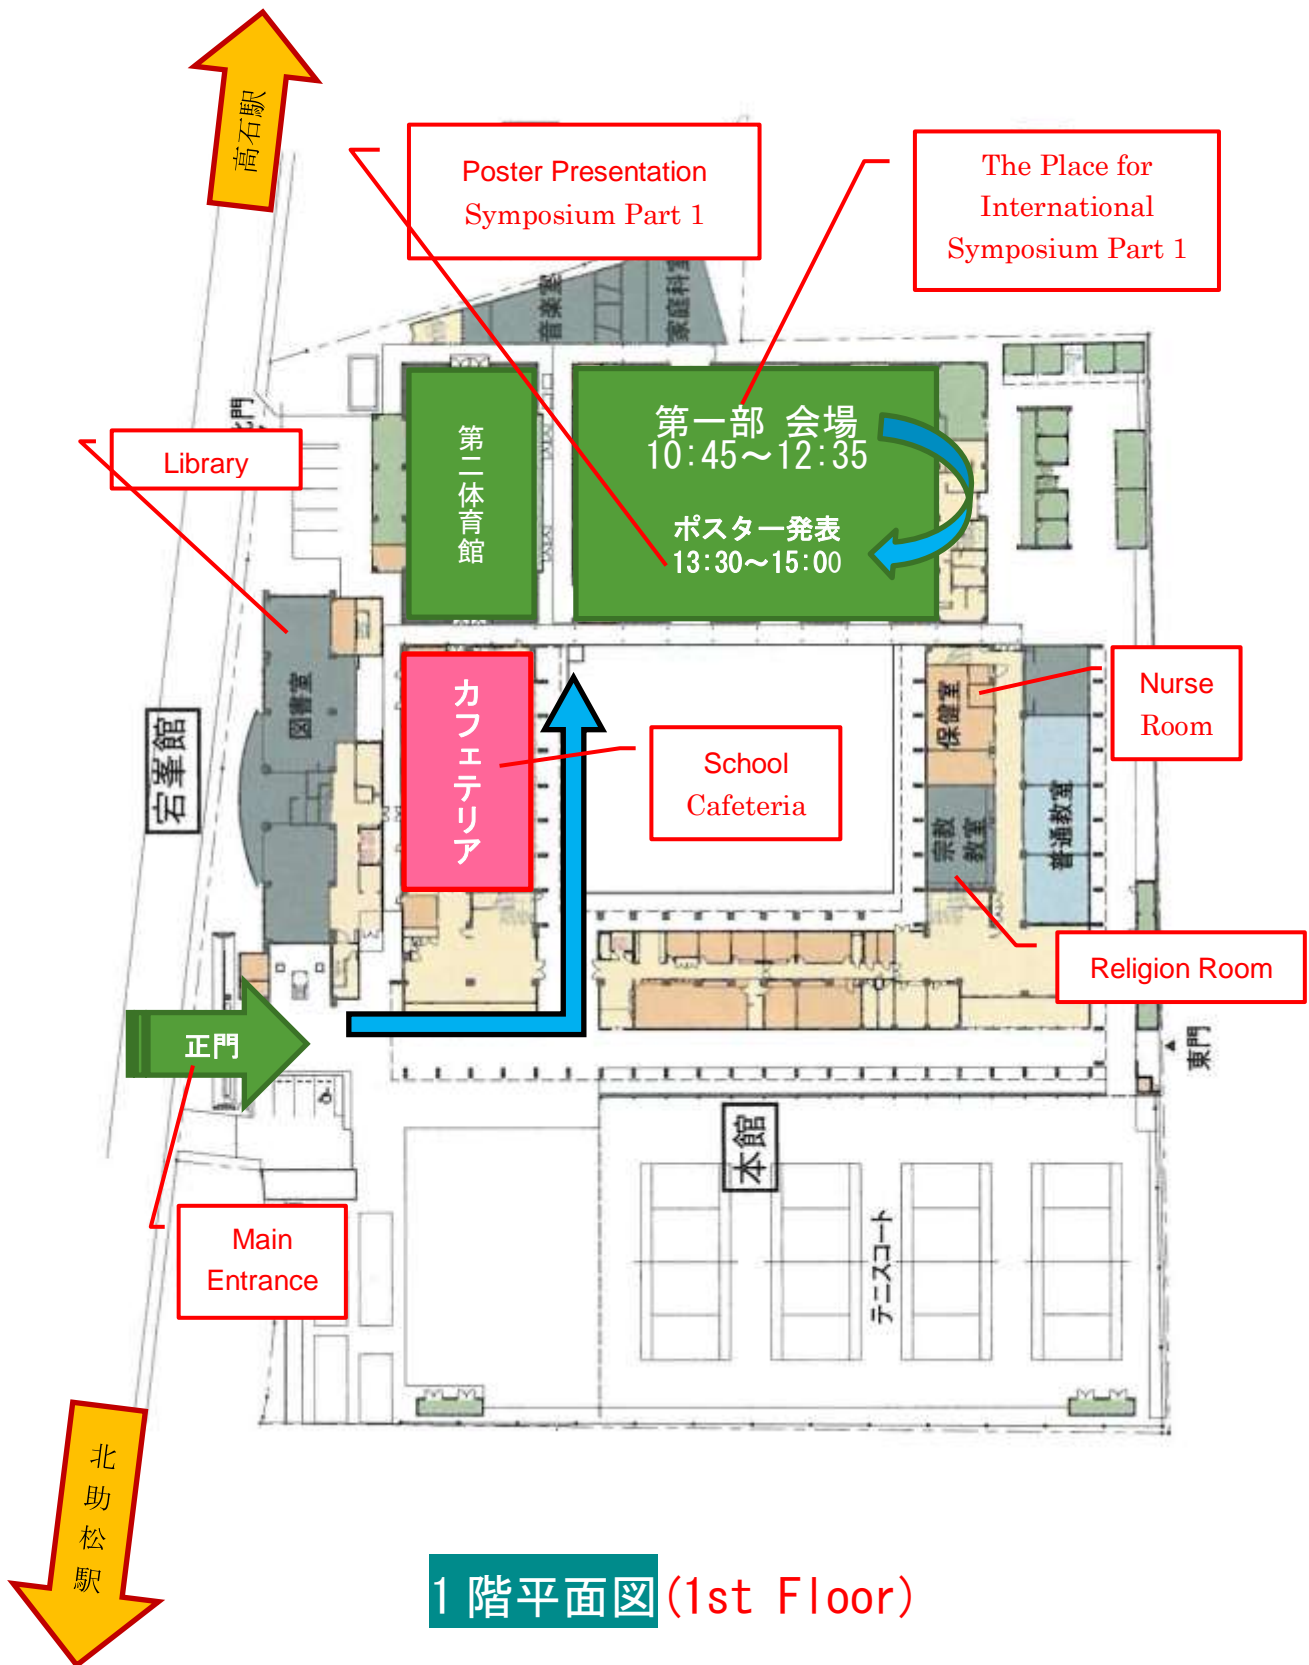 高石駅
Poster Presentation
Symposium Part 1
The Place for
International
Symposium Part 1
音楽室
家庭科室
Library
第二体育館
第一部 会場
10:45～12:35
ポスター発表
13:30～15:00
図書室
カフェテリア
School
Cafeteria
保健室
Nurse
Room
宗教
教室
普通教室
Religion Room
正門
東門
本館
Main
Entrance
テニスコート
北助松駅
1階平面図(1st Floor)